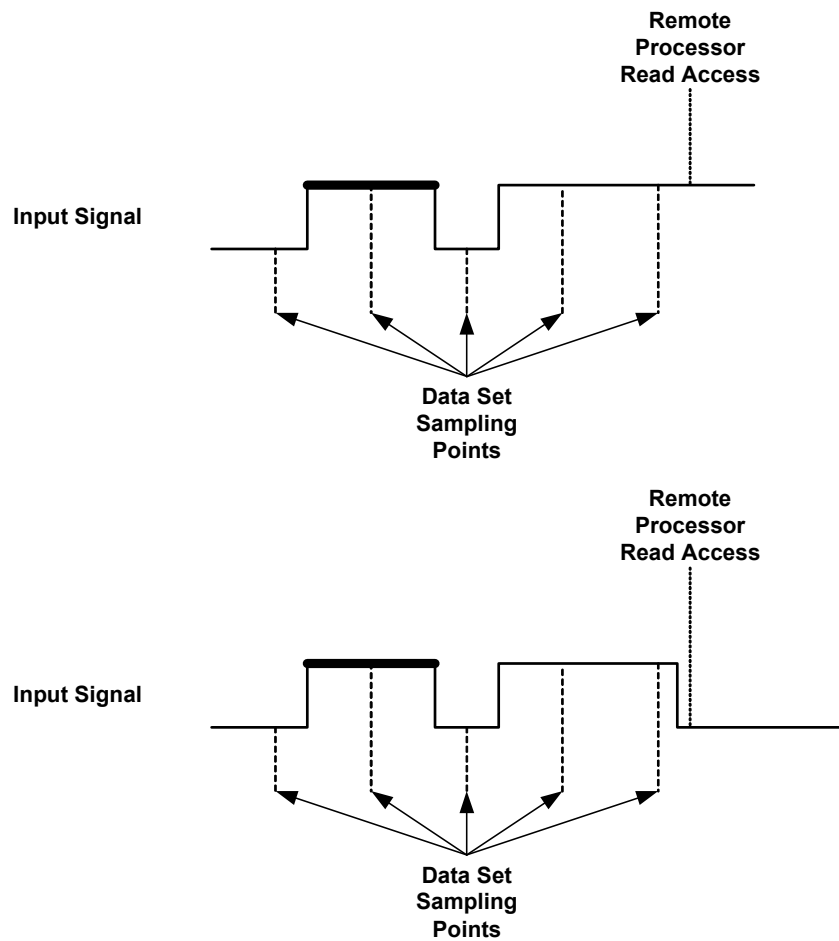 Remote
Processor
Read Access
Input Signal
Data Set
Sampling
Points
Remote
Processor
Read Access
Input Signal
Data Set
Sampling
Points